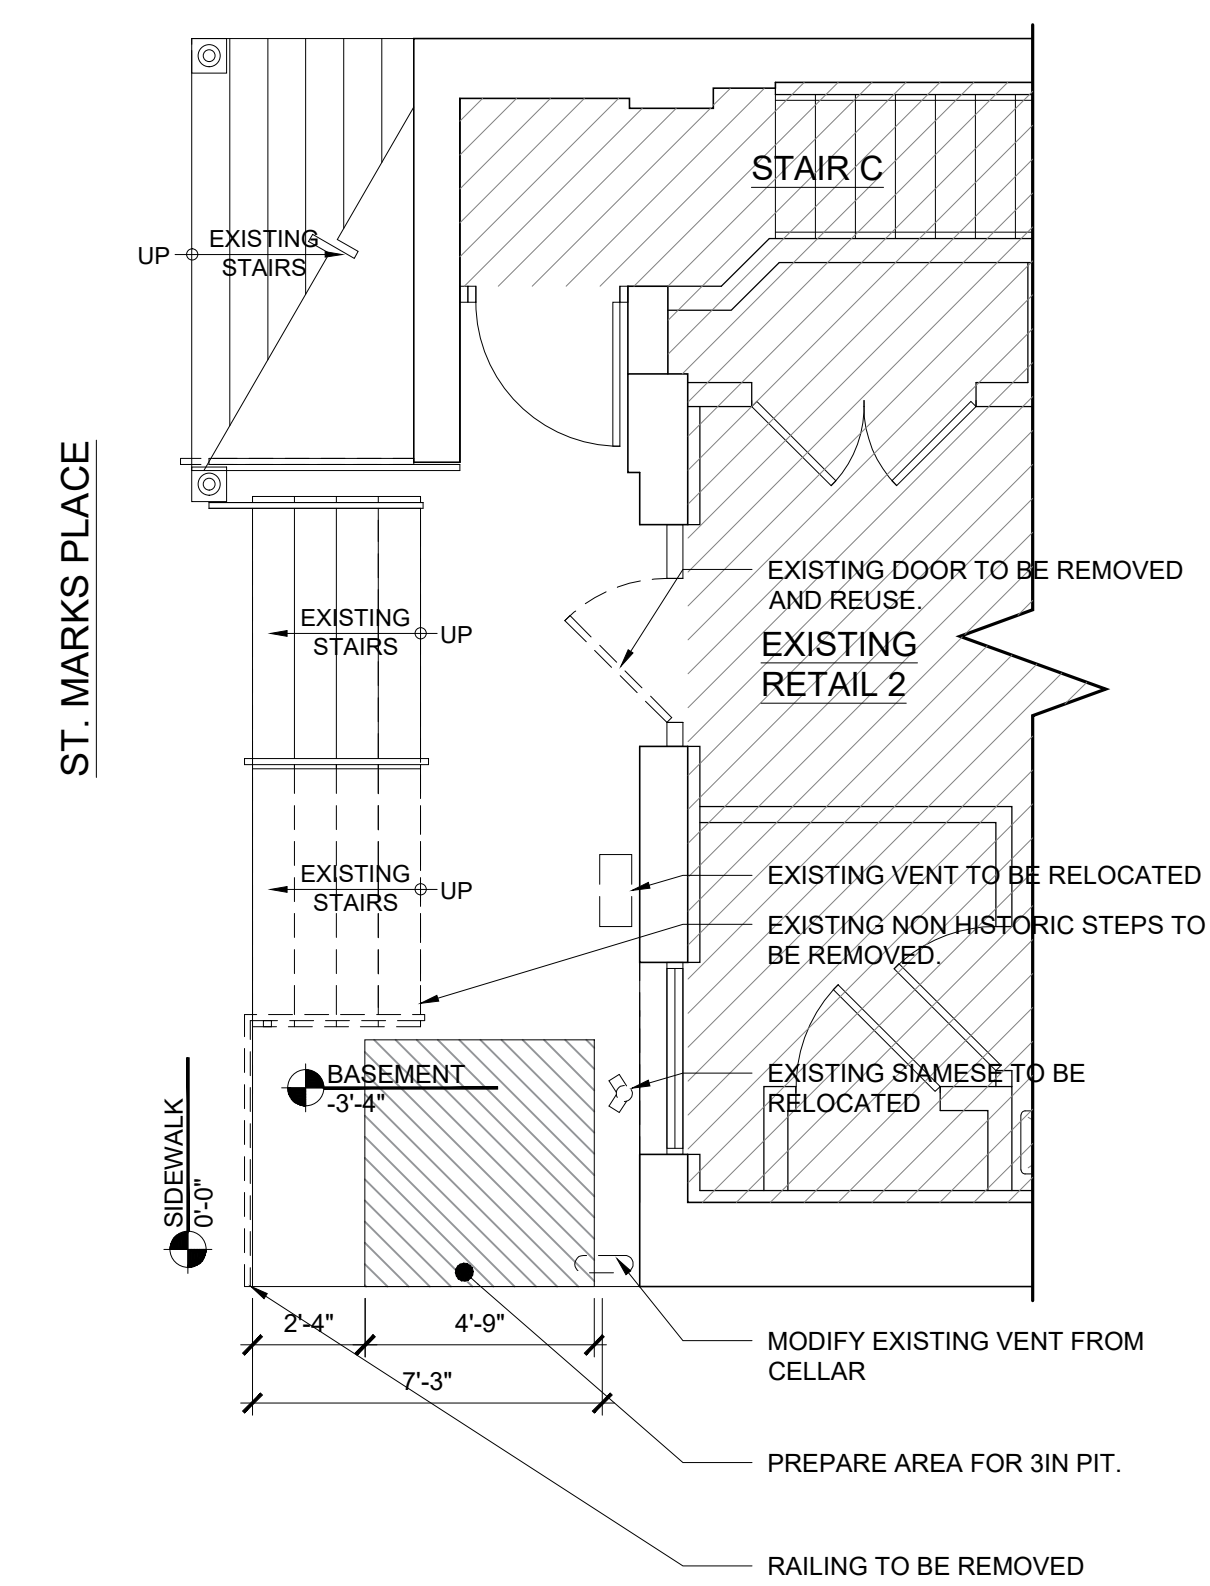 STAIR C
UP
EXISTING
STAIRS
ST. MARKS PLACE
EXISTING DOOR TO BE REMOVED
AND REUSE.
EXISTING
STAIRS
UP
EXISTING
RETAIL 2
EXISTING
STAIRS
UP
EXISTING VENT TO BE RELOCATED
EXISTING NON HISTORIC STEPS TO
BE REMOVED.
BASEMENT
-3'-4"
EXISTING SIAMESE TO BE
RELOCATED
SIDEWALK
0'-0"
2'-4"
4'-9"
7'-3"
MODIFY EXISTING VENT FROM
CELLAR
PREPARE AREA FOR 3IN PIT.
RAILING TO BE REMOVED